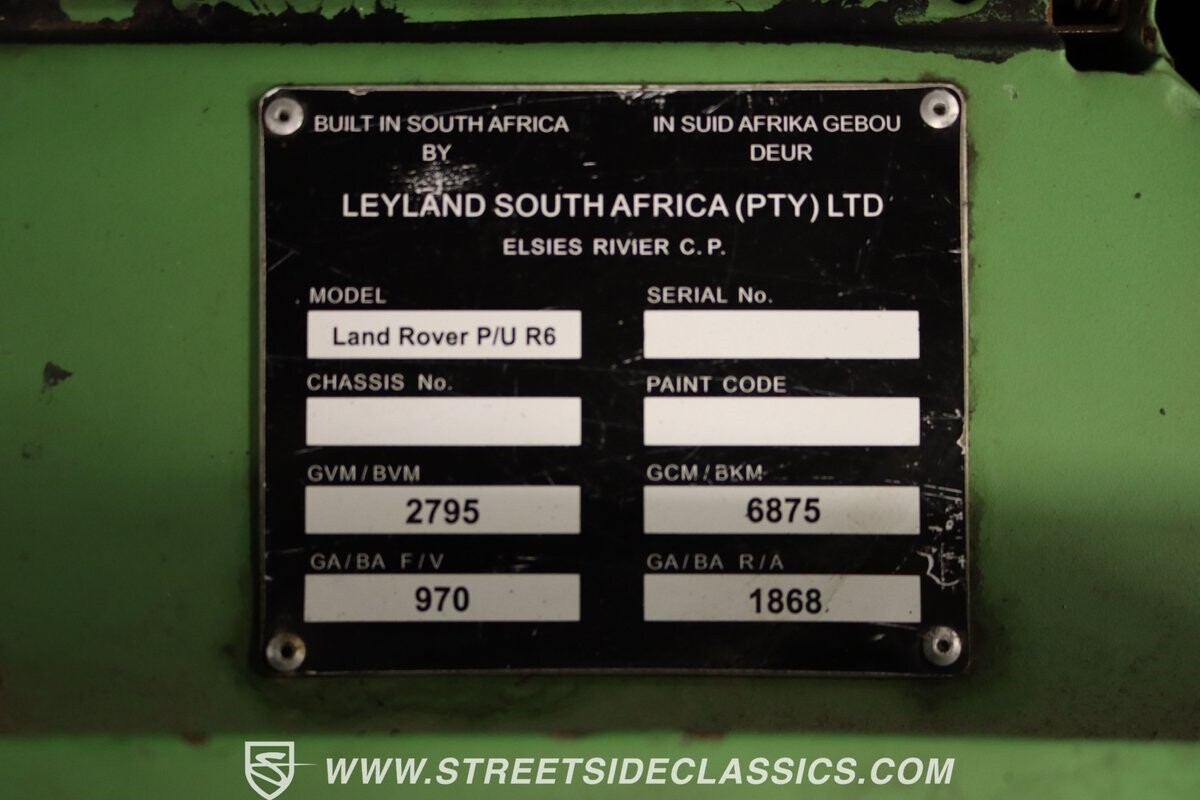 BUILT IN SOUTH AFRICA IN SUID AFRIKA GEBOU
BY DEUR
LEYLAND SOUTH AFRICA (PTY) LTD
ELSIES RIVIER C.P.
MODEL SERIAL No.
Land Rover P/U R6
CHASSIS No. PAINT CODE
GVM/BVM GCM/BKM
2795 6875
GA/BA F/V GA/BA R/A
970 1868
WWW.STREETSIDECLASSICS.COM